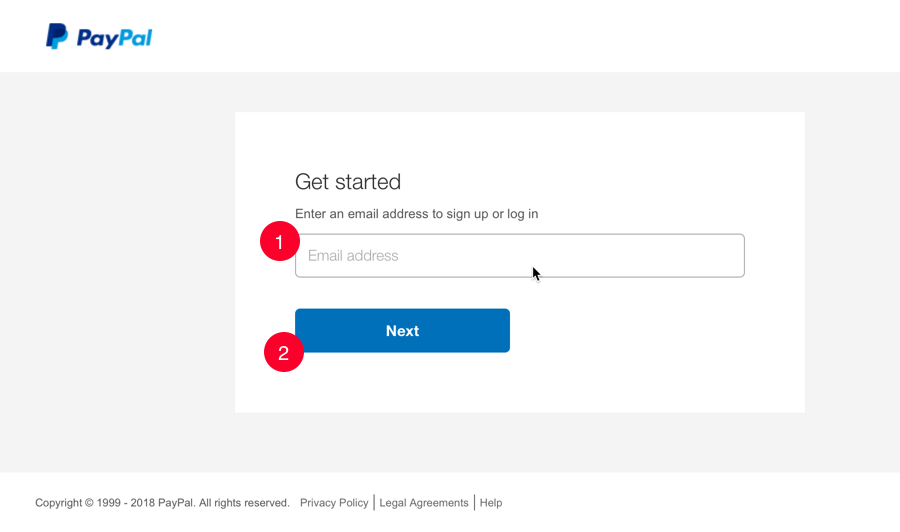 PayPal
Get started
Enter an email address to sign up or log in
1
Email address
Next
2
Copyright © 1999 - 2018 PayPal. All rights reserved. Privacy Policy | Legal Agreements | Help